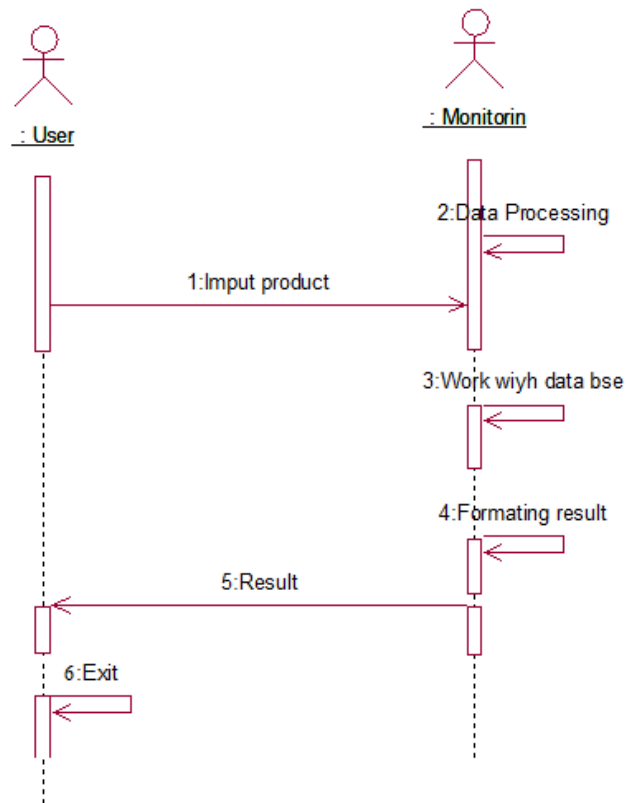 : User
: Monitorin
2:Data Processing
1:Imput product
3:Work wiyh data bse
4:Formating result
5:Result
6:Exit